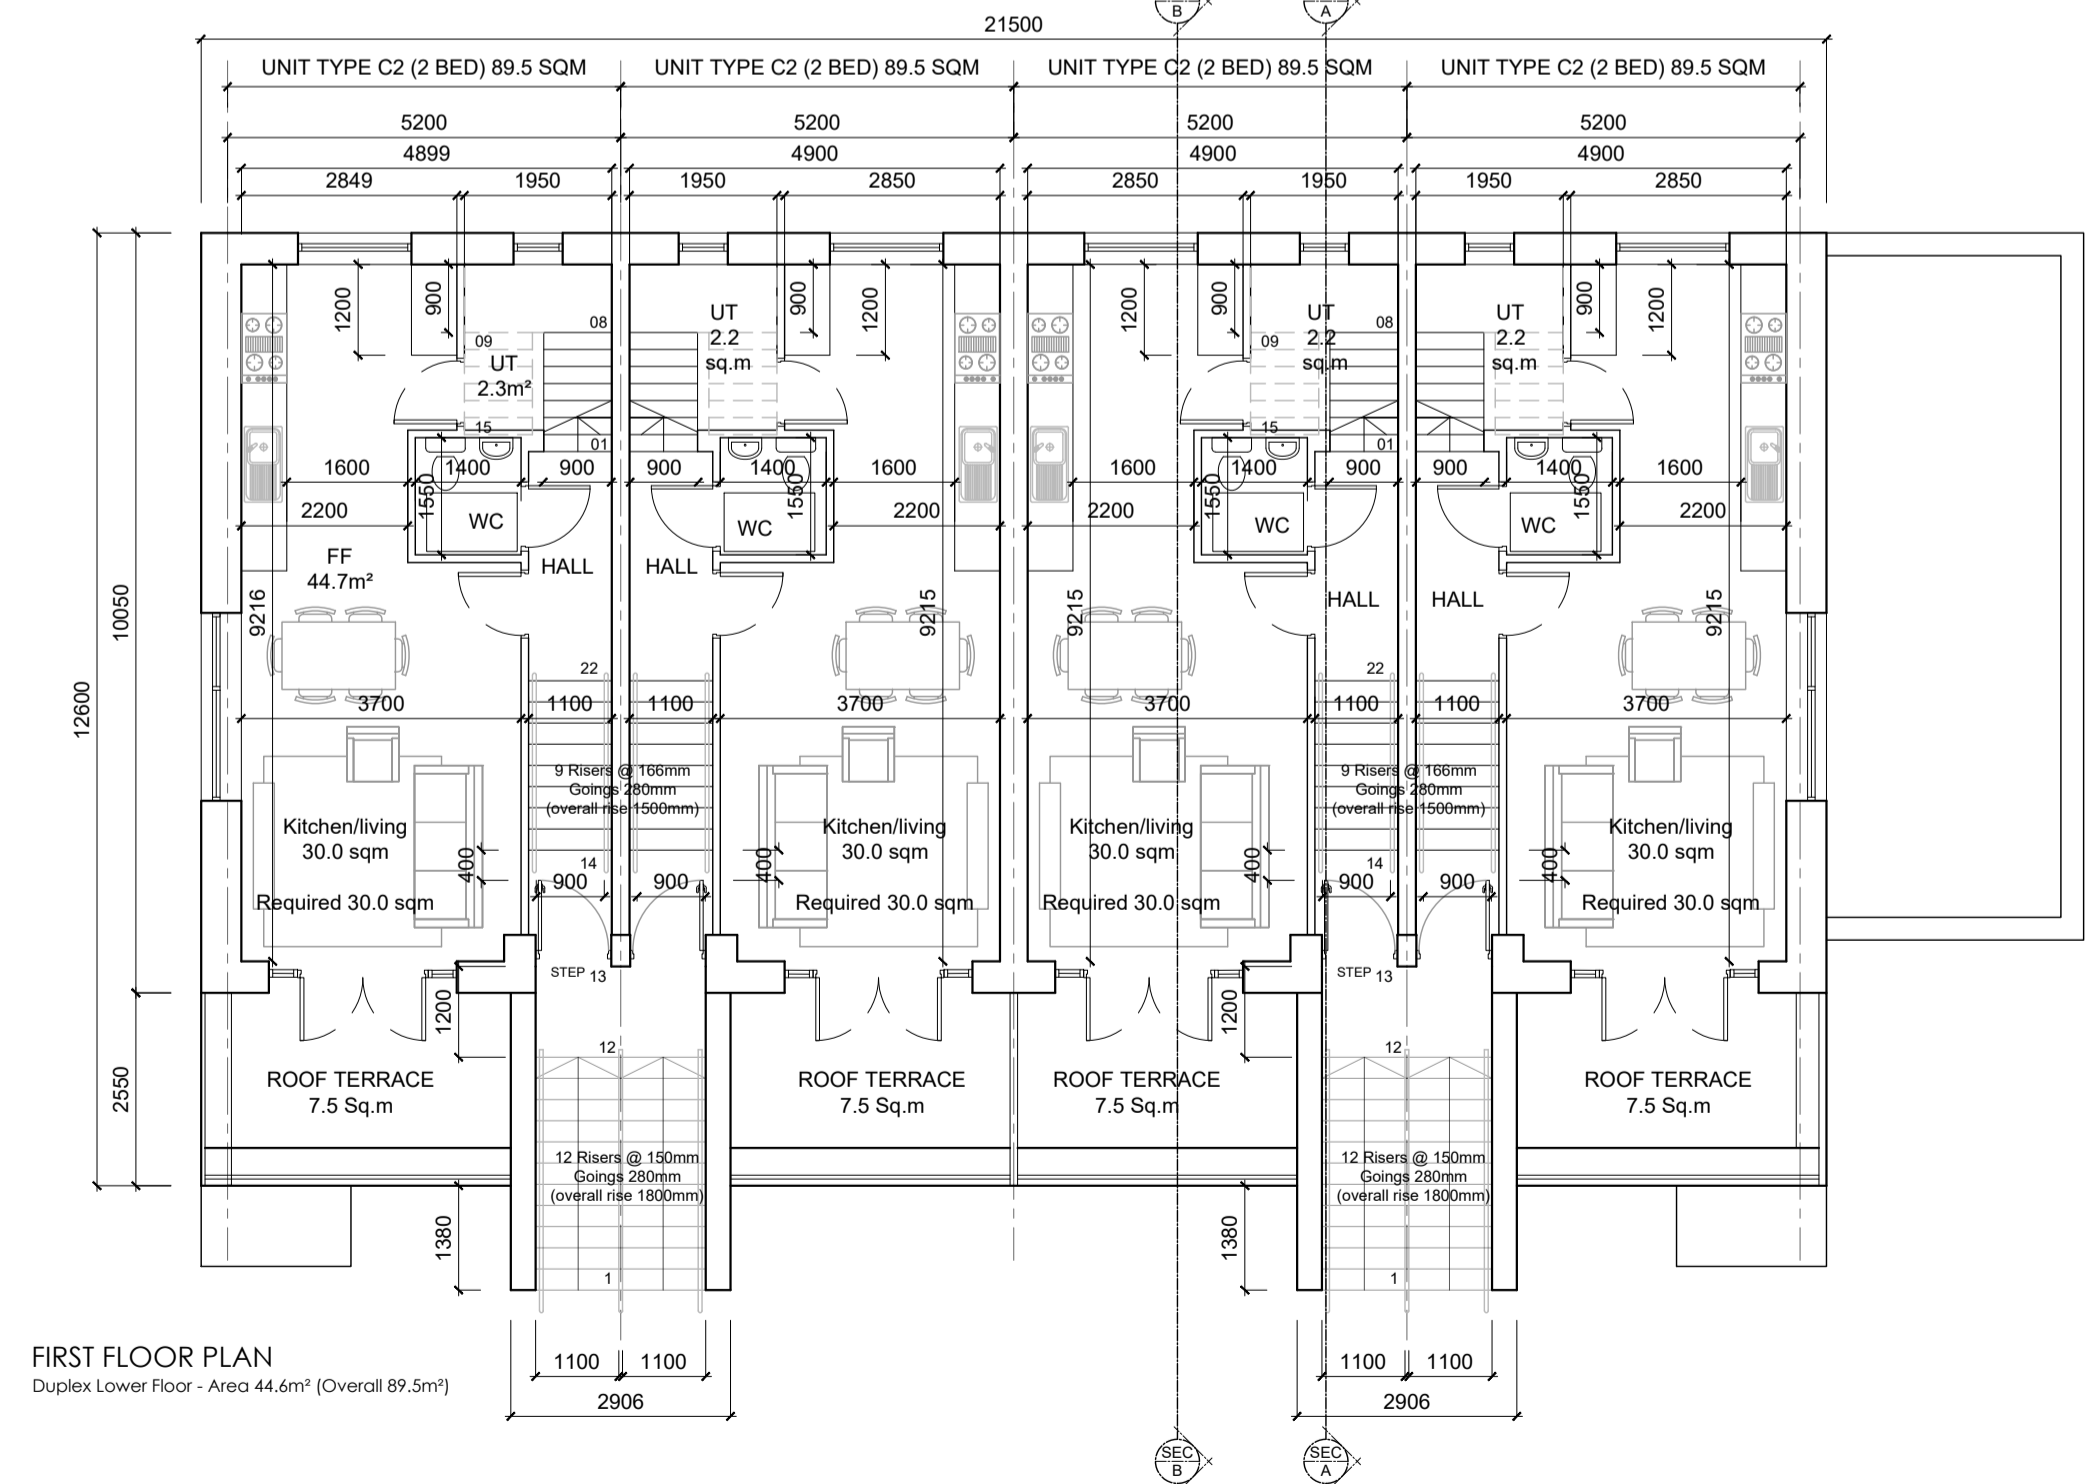 B A
21500
UNIT TYPE C2 (2 BED) 89.5 SQM UNIT TYPE C2 (2 BED) 89.5 SQM UNIT TYPE C2 (2 BED) 89.5 SQM UNIT TYPE C2 (2 BED) 89.5 SQM
5200 5200 5200 5200
4899 4900 4900 4900
2849 1950 1950 2850 2850 1950 1950 2850
1200 900 900 1200 1200 900 900 1200
08 08
09 09
UT
2.3m²
UT
2.2
sq.m
UT
2.2
sq.m
UT
2.2
sq.m
15 01 15 01
1600 1400 900 900 1400 1600 1600 1400 900 900 1400 1600
1550 1550 1550 1550
2200 2200 2200 2200
WC WC WC WC
FF
44.7m²
HALL HALL HALL HALL
9216 9215 9215 9215
10050
12600
22 22
3700 1100 1100 3700 3700 1100 1100 3700
9 Risers @ 166mm
Goings 280mm
(overall rise 1500mm)
9 Risers @ 166mm
Goings 280mm
(overall rise 1500mm)
Kitchen/living
30.0 sqm
Required 30.0 sqm
Kitchen/living
30.0 sqm
Required 30.0 sqm
Kitchen/living
30.0 sqm
Required 30.0 sqm
Kitchen/living
30.0 sqm
Required 30.0 sqm
400 400 400 400
14 14
900 900 900 900
STEP 13 STEP 13
1200 1200
12 12
2550
ROOF TERRACE
7.5 Sq.m
ROOF TERRACE
7.5 Sq.m
ROOF TERRACE
7.5 Sq.m
ROOF TERRACE
7.5 Sq.m
12 Risers @ 150mm
Goings 280mm
(overall rise 1800mm)
12 Risers @ 150mm
Goings 280mm
(overall rise 1800mm)
1380 1380
1 1
FIRST FLOOR PLAN
Duplex Lower Floor - Area 44.6m² (Overall 89.5m²)
1100 1100 1100 1100
2906 2906
SEC
B
SEC
A